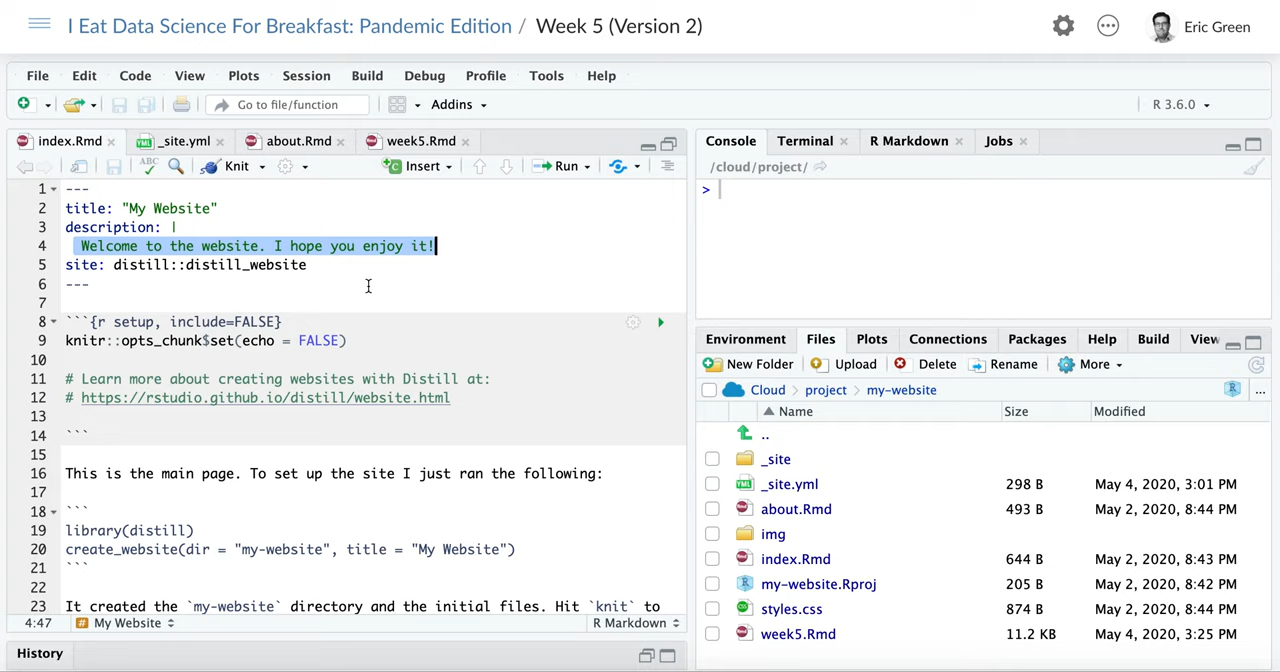 I Eat Data Science For Breakfast: Pandemic Edition / Week 5 (Version 2)
Eric Green
File Edit Code View Plots Session Build Debug Profile Tools Help
Go to file/function
Addins
R 3.6.0
index.Rmd
_site.yml
about.Rmd
week5.Rmd
ABC
Knit
Insert
Run
1 ---
2 title: "My Website"
3 description: |
4 Welcome to the website. I hope you enjoy it!
5 site: distill::distill_website
6 ---
7
8 ```{r setup, include=FALSE}
9 knitr::opts_chunk$set(echo = FALSE)
10
11 # Learn more about creating websites with Distill at:
12 # https://rstudio.github.io/distill/website.html
13
14 ```
15
16 This is the main page. To set up the site I just ran the following:
17
18 ```
19 library(distill)
20 create_website(dir = "my-website", title = "My Website")
21 ```
22
23 It created the `my-website` directory and the initial files. Hit `knit` to
4:47 # My Website R Markdown
History
Console Terminal R Markdown Jobs
/cloud/project/
>
Environment Files Plots Connections Packages Help Build View
New Folder Upload Delete Rename More
Cloud > project > my-website ...
Name Size Modified
..
_site
_site.yml 298 B May 4, 2020, 3:01 PM
about.Rmd 493 B May 2, 2020, 8:44 PM
img
index.Rmd 644 B May 2, 2020, 8:43 PM
my-website.Rproj 205 B May 2, 2020, 8:42 PM
styles.css 874 B May 2, 2020, 8:44 PM
week5.Rmd 11.2 KB May 4, 2020, 3:25 PM